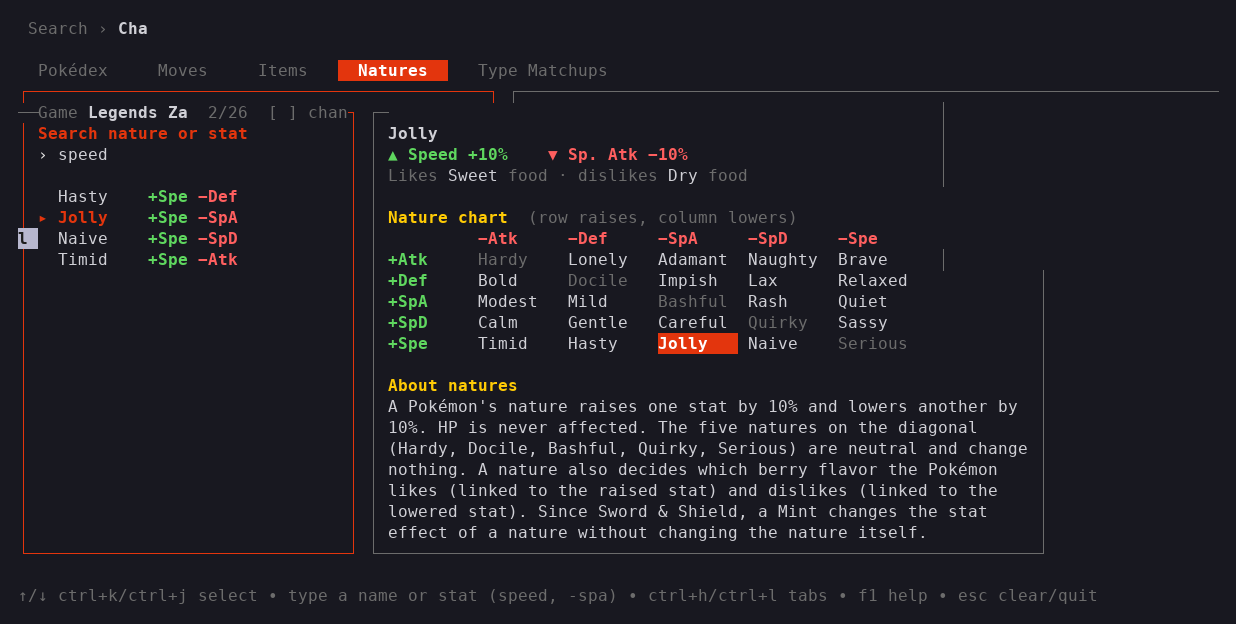 Search › Cha
Pokédex Moves Items Natures Type Matchups
Game Legends Za 2/26 [ ] chan
Search nature or stat
› speed
Hasty +Spe −Def
▸ Jolly +Spe −SpA
l Naive +Spe −SpD
Timid +Spe −Atk
Jolly
▲ Speed +10% ▼ Sp. Atk −10%
Likes Sweet food · dislikes Dry food
Nature chart (row raises, column lowers)
−Atk −Def −SpA −SpD −Spe
+Atk Hardy Lonely Adamant Naughty Brave
+Def Bold Docile Impish Lax Relaxed
+SpA Modest Mild Bashful Rash Quiet
+SpD Calm Gentle Careful Quirky Sassy
+Spe Timid Hasty Jolly Naive Serious
About natures
A Pokémon's nature raises one stat by 10% and lowers another by
10%. HP is never affected. The five natures on the diagonal
(Hardy, Docile, Bashful, Quirky, Serious) are neutral and change
nothing. A nature also decides which berry flavor the Pokémon
likes (linked to the raised stat) and dislikes (linked to the
lowered stat). Since Sword & Shield, a Mint changes the stat
effect of a nature without changing the nature itself.
↑/↓ ctrl+k/ctrl+j select • type a name or stat (speed, -spa) • ctrl+h/ctrl+l tabs • f1 help • esc clear/quit